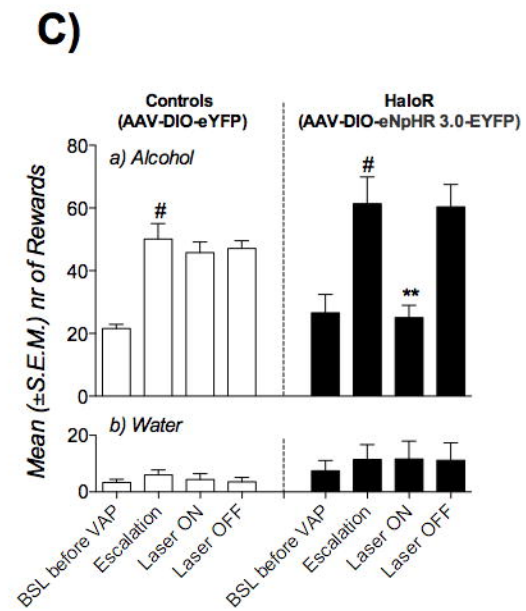 C)
Controls
(AAV-DIO-eYFP)
HaloR
(AAV-DIO-eNpHR 3.0-EYFP)
Mean (±S.E.M.) nr of Rewards
80
60
40
20
0
a) Alcohol
#
#
**
20
10
0
b) Water
BSL before VAP
Escalation
Laser ON
Laser OFF
BSL before VAP
Escalation
Laser ON
Laser OFF